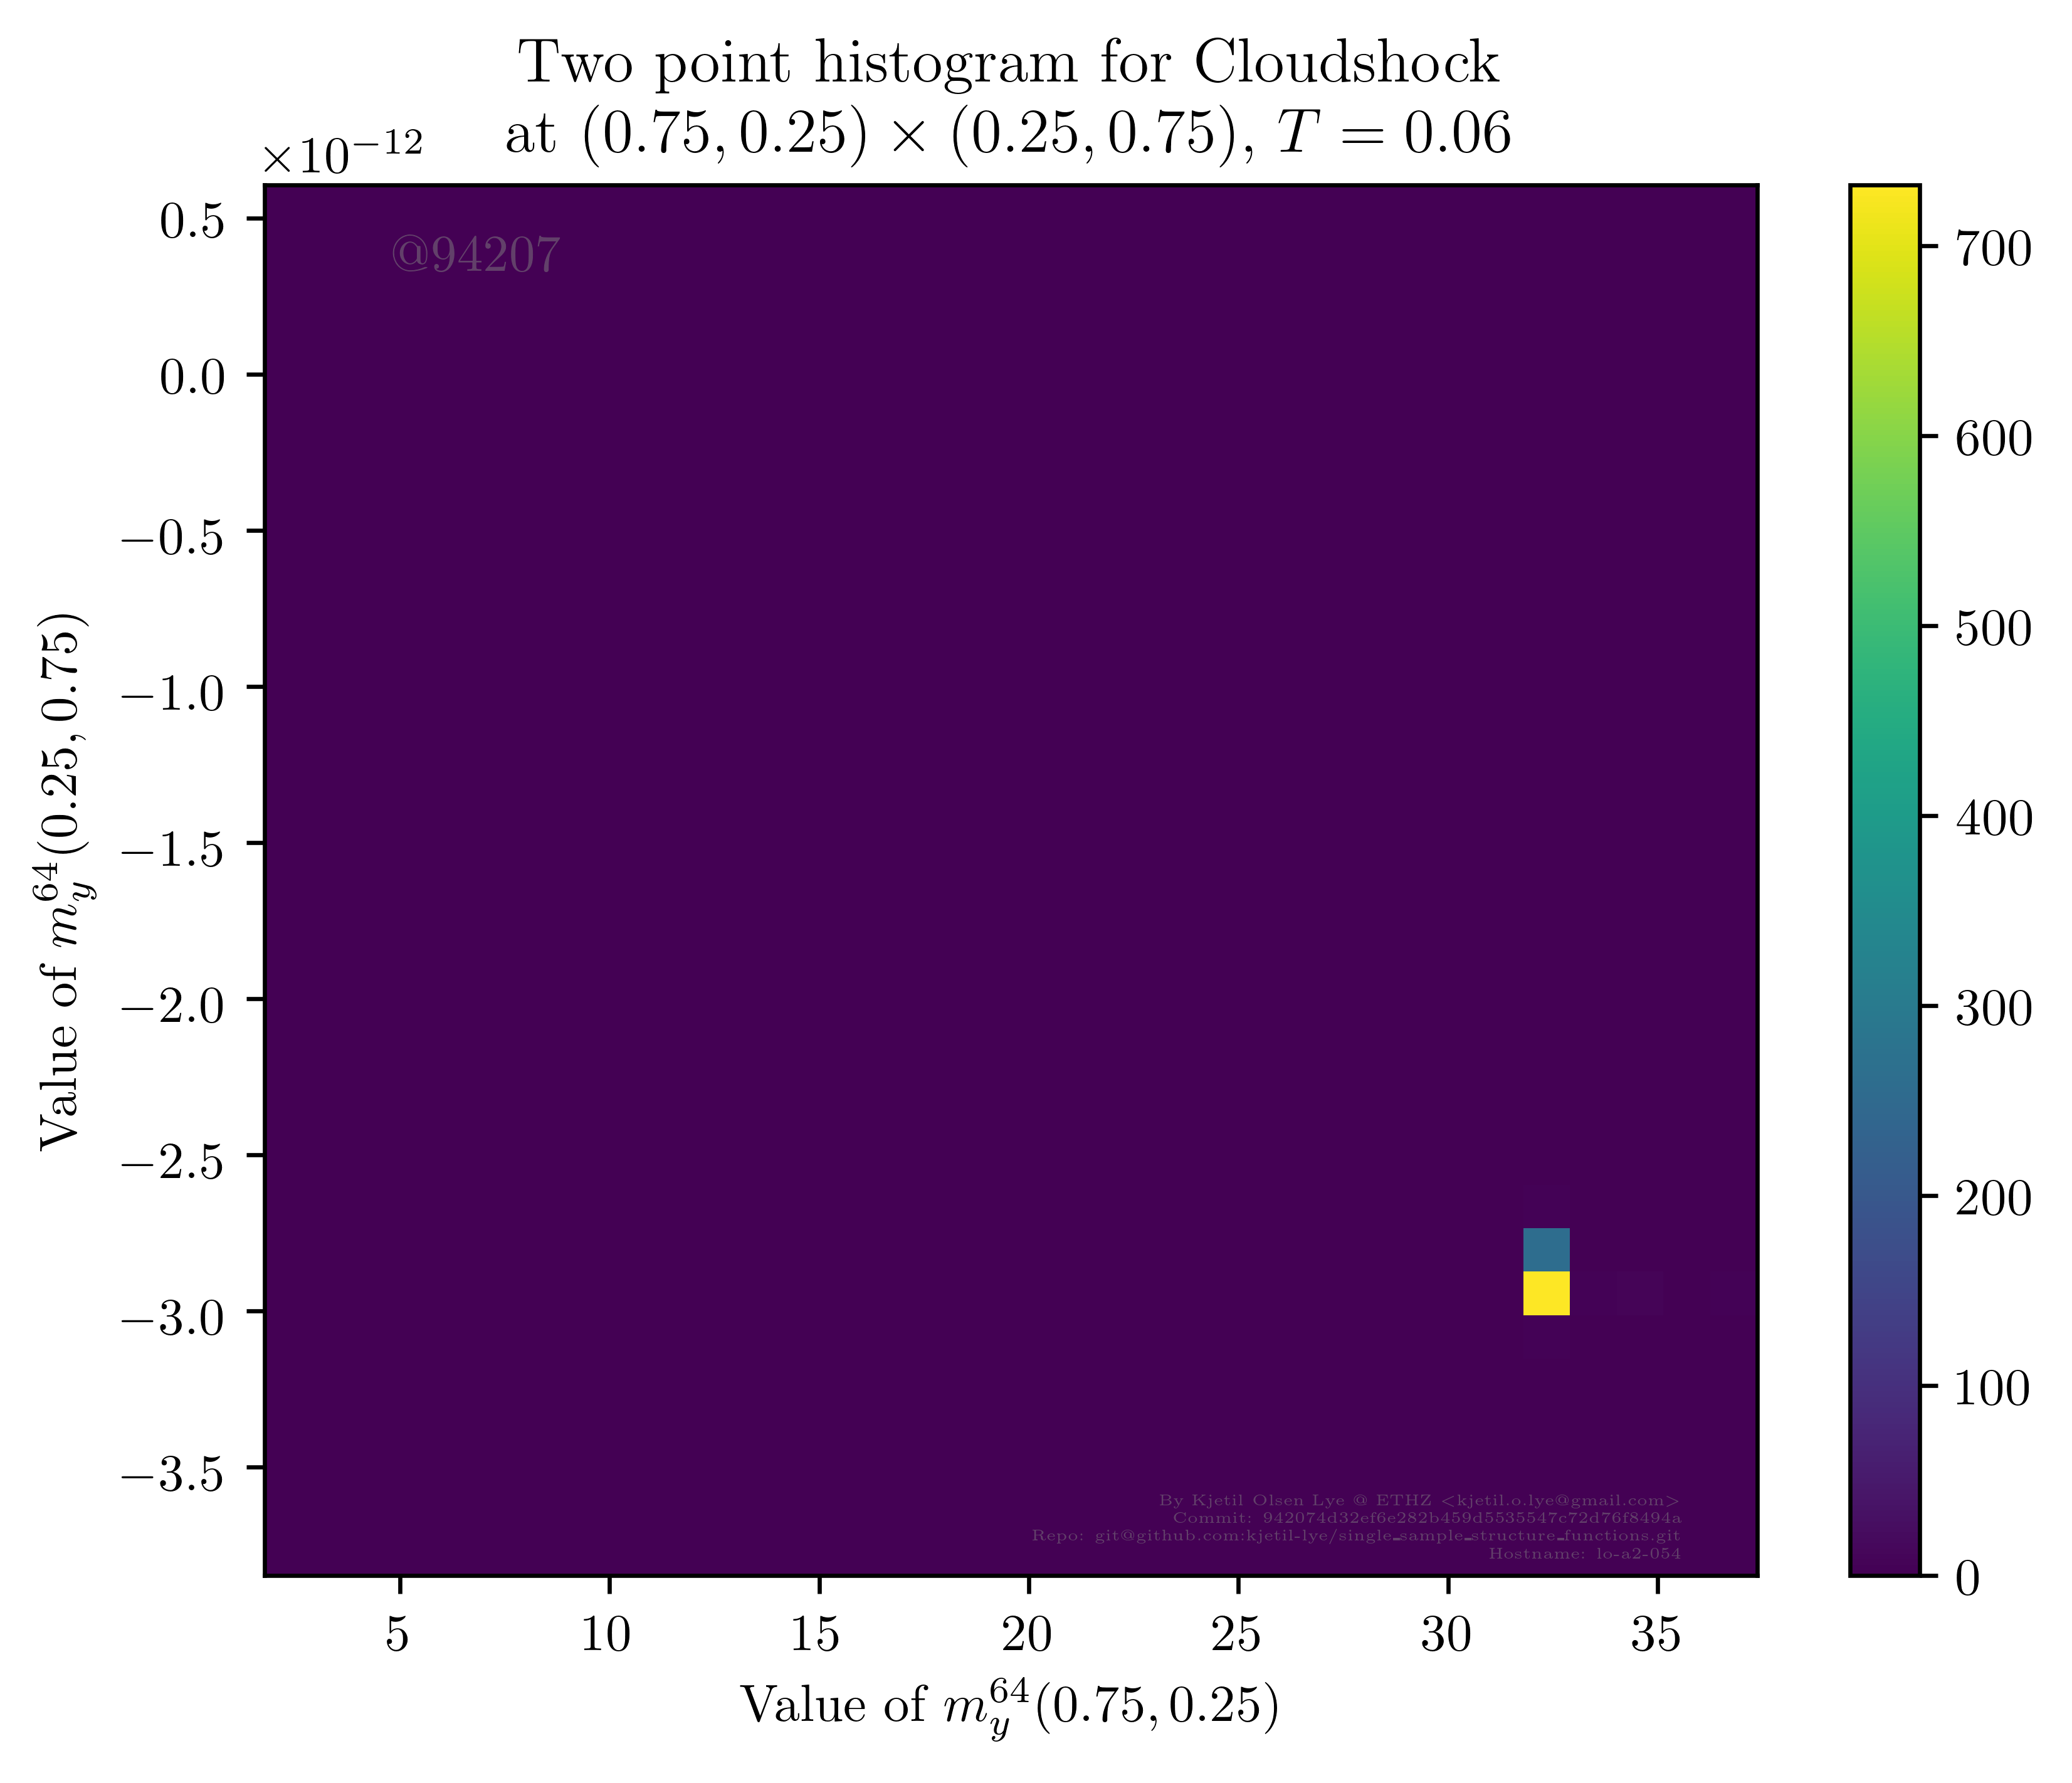 Two point histogram for Cloudshock
at (0.75, 0.25) × (0.25, 0.75), T = 0.06
×10⁻¹²
0.5
0.0
−0.5
−1.0
−1.5
−2.0
−2.5
−3.0
−3.5
Value of m_y^64(0.25, 0.75)
@94207
By Kjetil Olsen Lye @ ETHZ <kjetil.o.lye@gmail.com>
Commit: 942074d32ef6e282b459d5535547c72d76f8494a
Repo: git@github.com:kjetil-lye/single_sample_structure_functions.git
Hostname: lo-a2-054
5 10 15 20 25 30 35
Value of m_y^64(0.75, 0.25)
700
600
500
400
300
200
100
0